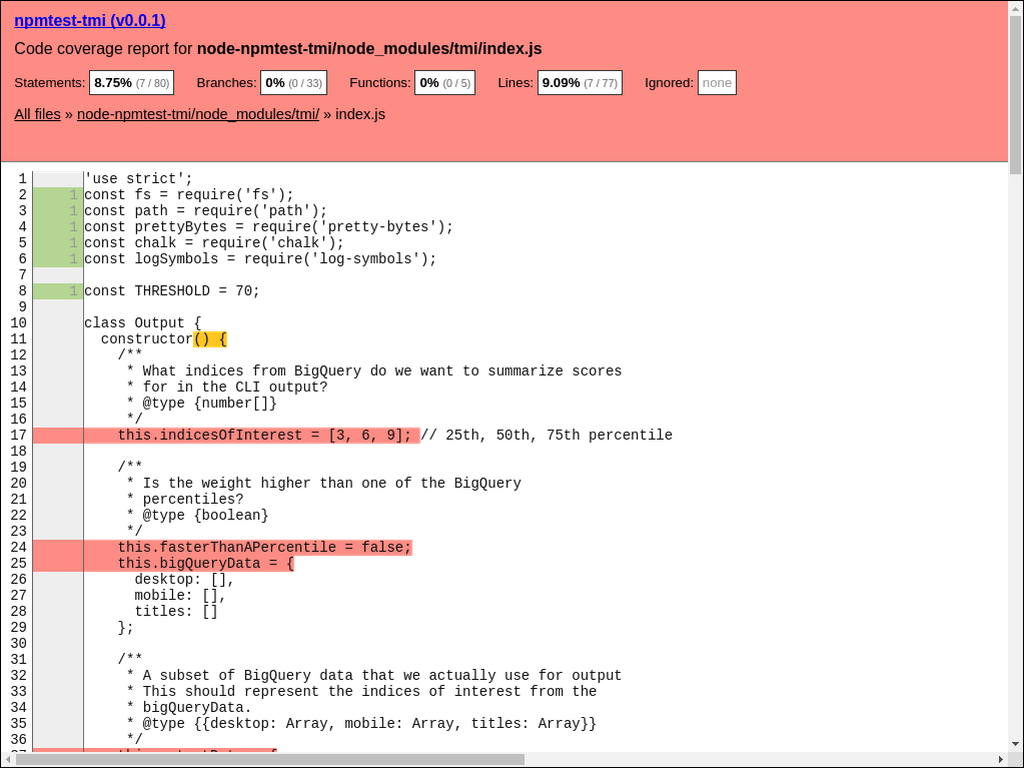 npmtest-tmi (v0.0.1)
Code coverage report for node-npmtest-tmi/node_modules/tmi/index.js
Statements: 8.75% (7 / 80) Branches: 0% (0 / 33) Functions: 0% (0 / 5) Lines: 9.09% (7 / 77) Ignored: none
All files » node-npmtest-tmi/node_modules/tmi/ » index.js
1 'use strict';
2 1 const fs = require('fs');
3 1 const path = require('path');
4 1 const prettyBytes = require('pretty-bytes');
5 1 const chalk = require('chalk');
6 1 const logSymbols = require('log-symbols');
7
8 1 const THRESHOLD = 70;
9
10 class Output {
11 constructor() {
12 /**
13 * What indices from BigQuery do we want to summarize scores
14 * for in the CLI output?
15 * @type {number[]}
16 */
17 this.indicesOfInterest = [3, 6, 9]; // 25th, 50th, 75th percentile
18
19 /**
20 * Is the weight higher than one of the BigQuery
21 * percentiles?
22 * @type {boolean}
23 */
24 this.fasterThanAPercentile = false;
25 this.bigQueryData = {
26 desktop: [],
27 mobile: [],
28 titles: []
29 };
30
31 /**
32 * A subset of BigQuery data that we actually use for output
33 * This should represent the indices of interest from the
34 * bigQueryData.
35 * @type {{desktop: Array, mobile: Array, titles: Array}}
36 */